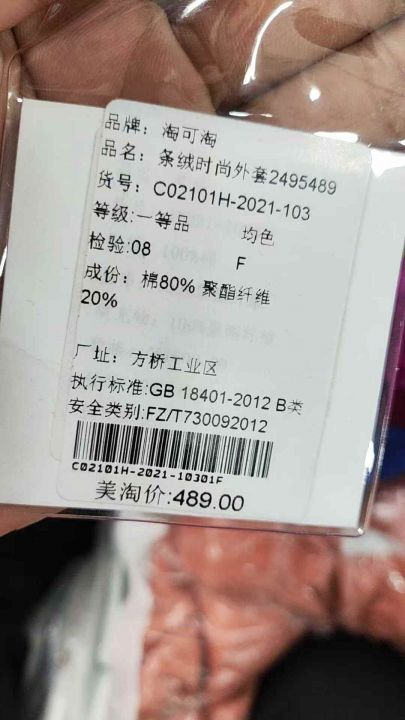 品牌：淘可淘
品名：条绒时尚外套2495489
货号：C02101H-2021-103
等级:一等品 均色
检验:08 F
成份：棉80% 聚酯纤维
20%
厂址：方桥工业区
执行标准:GB 18401-2012 B类
安全类别:FZ/T730092012
C02101H-2021-10301F
美淘价:489.00